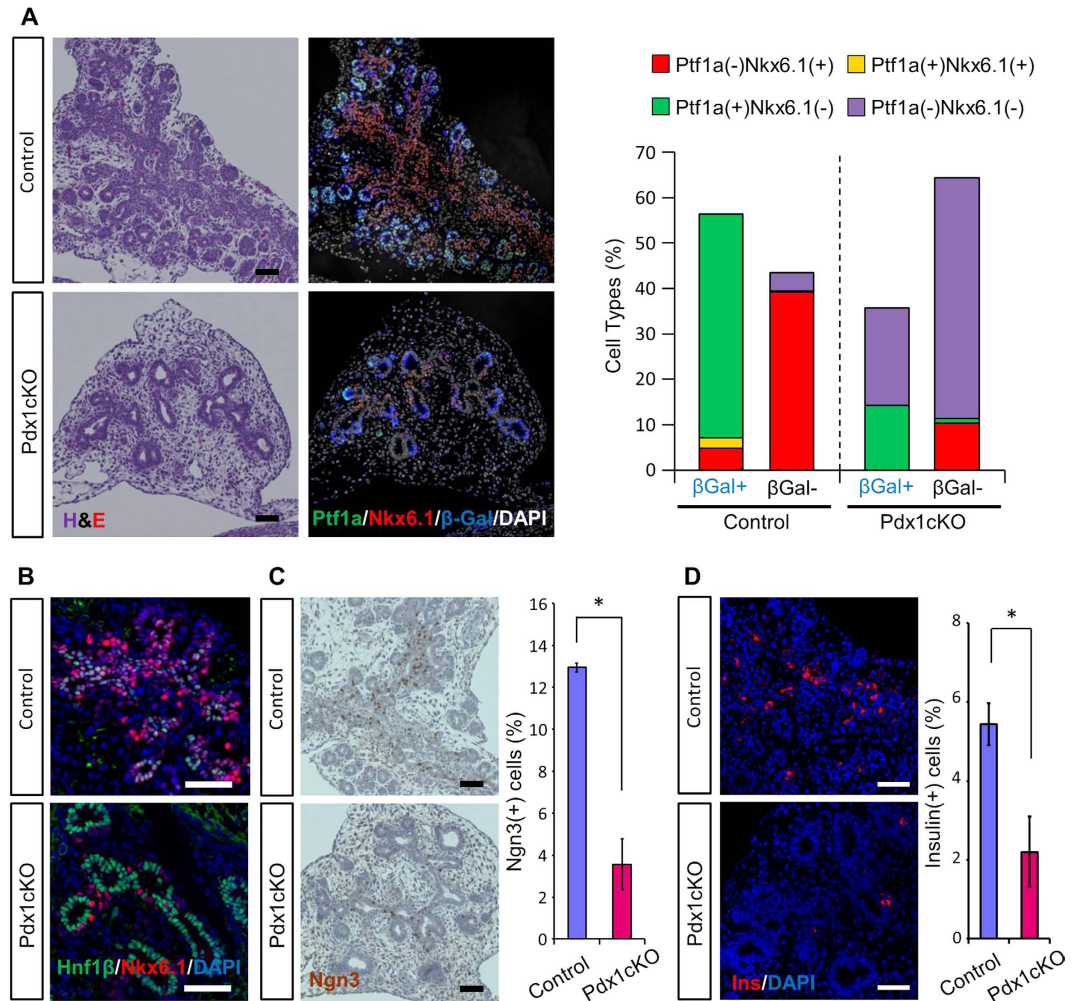 A
Control
Pdx1cKO
H&E
Ptf1a/Nkx6.1/β-Gal/DAPI
Ptf1a(-)Nkx6.1(+)
Ptf1a(+)Nkx6.1(+)
Ptf1a(+)Nkx6.1(-)
Ptf1a(-)Nkx6.1(-)
Cell Types (%)
70
60
50
40
30
20
10
0
βGal+
βGal-
βGal+
βGal-
Control
Pdx1cKO
B
Control
Pdx1cKO
Hnf1β/Nkx6.1/DAPI
C
Control
Pdx1cKO
Ngn3
Ngn3(+) cells (%)
16
14
12
10
8
6
4
2
0
*
Control
Pdx1cKO
D
Control
Pdx1cKO
Ins/DAPI
Insulin(+) cells (%)
8
6
4
2
0
*
Control
Pdx1cKO